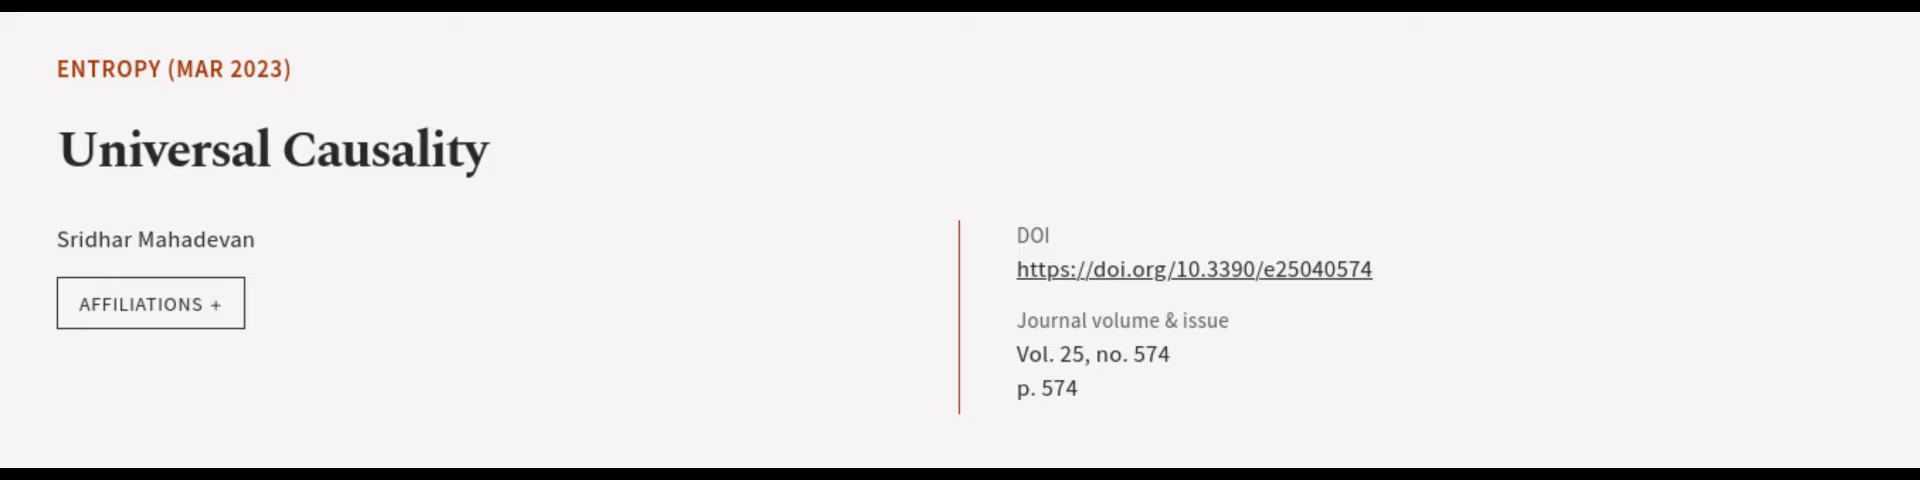 ENTROPY (MAR 2023)
Universal Causality
Sridhar Mahadevan
AFFILIATIONS +
DOI
https://doi.org/10.3390/e25040574
Journal volume & issue
Vol. 25, no. 574
p. 574